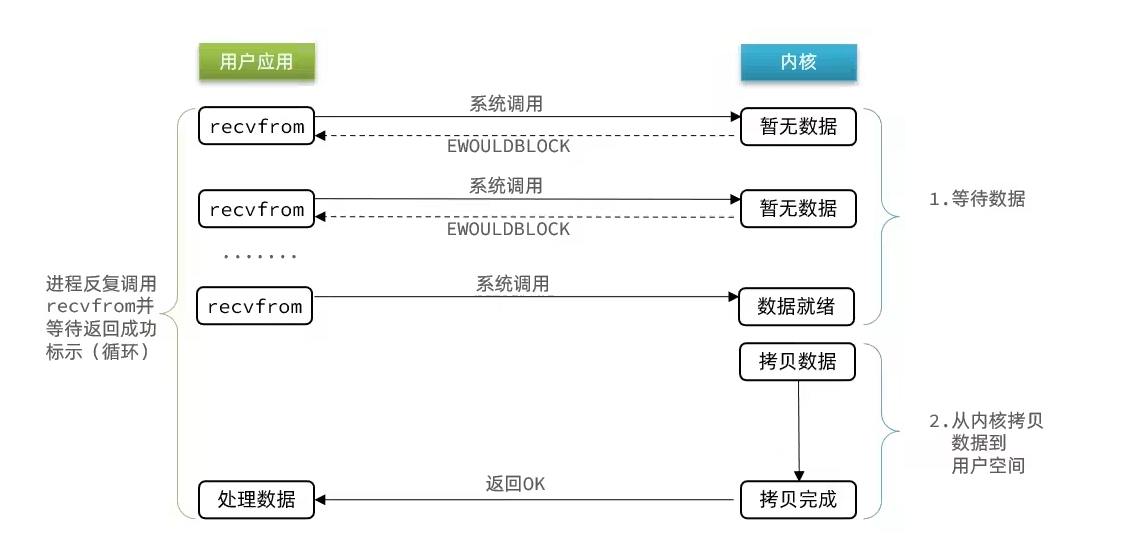 用户应用
内核
系统调用
recvfrom
暂无数据
EWOULDBLOCK
系统调用
recvfrom
暂无数据
EWOULDBLOCK
1.等待数据
.......
系统调用
recvfrom
数据就绪
进程反复调用
recvfrom并
等待返回成功
标示（循环）
拷贝数据
2.从内核拷贝
数据到
用户空间
返回OK
处理数据
拷贝完成